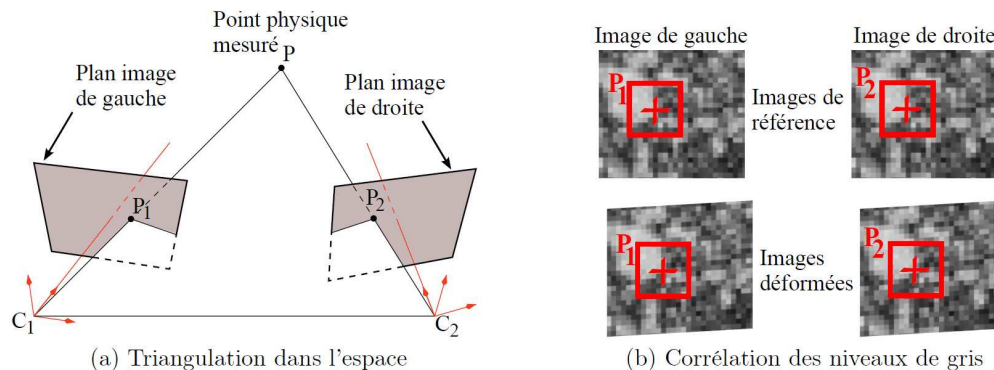 Point physique
mesuré
P
Plan image
de gauche
Plan image
de droite
P1
P2
C1
C2
(a) Triangulation dans l'espace
Image de gauche
Image de droite
P1
P2
Images de
référence
P1
P2
Images
déformées
(b) Corrélation des niveaux de gris